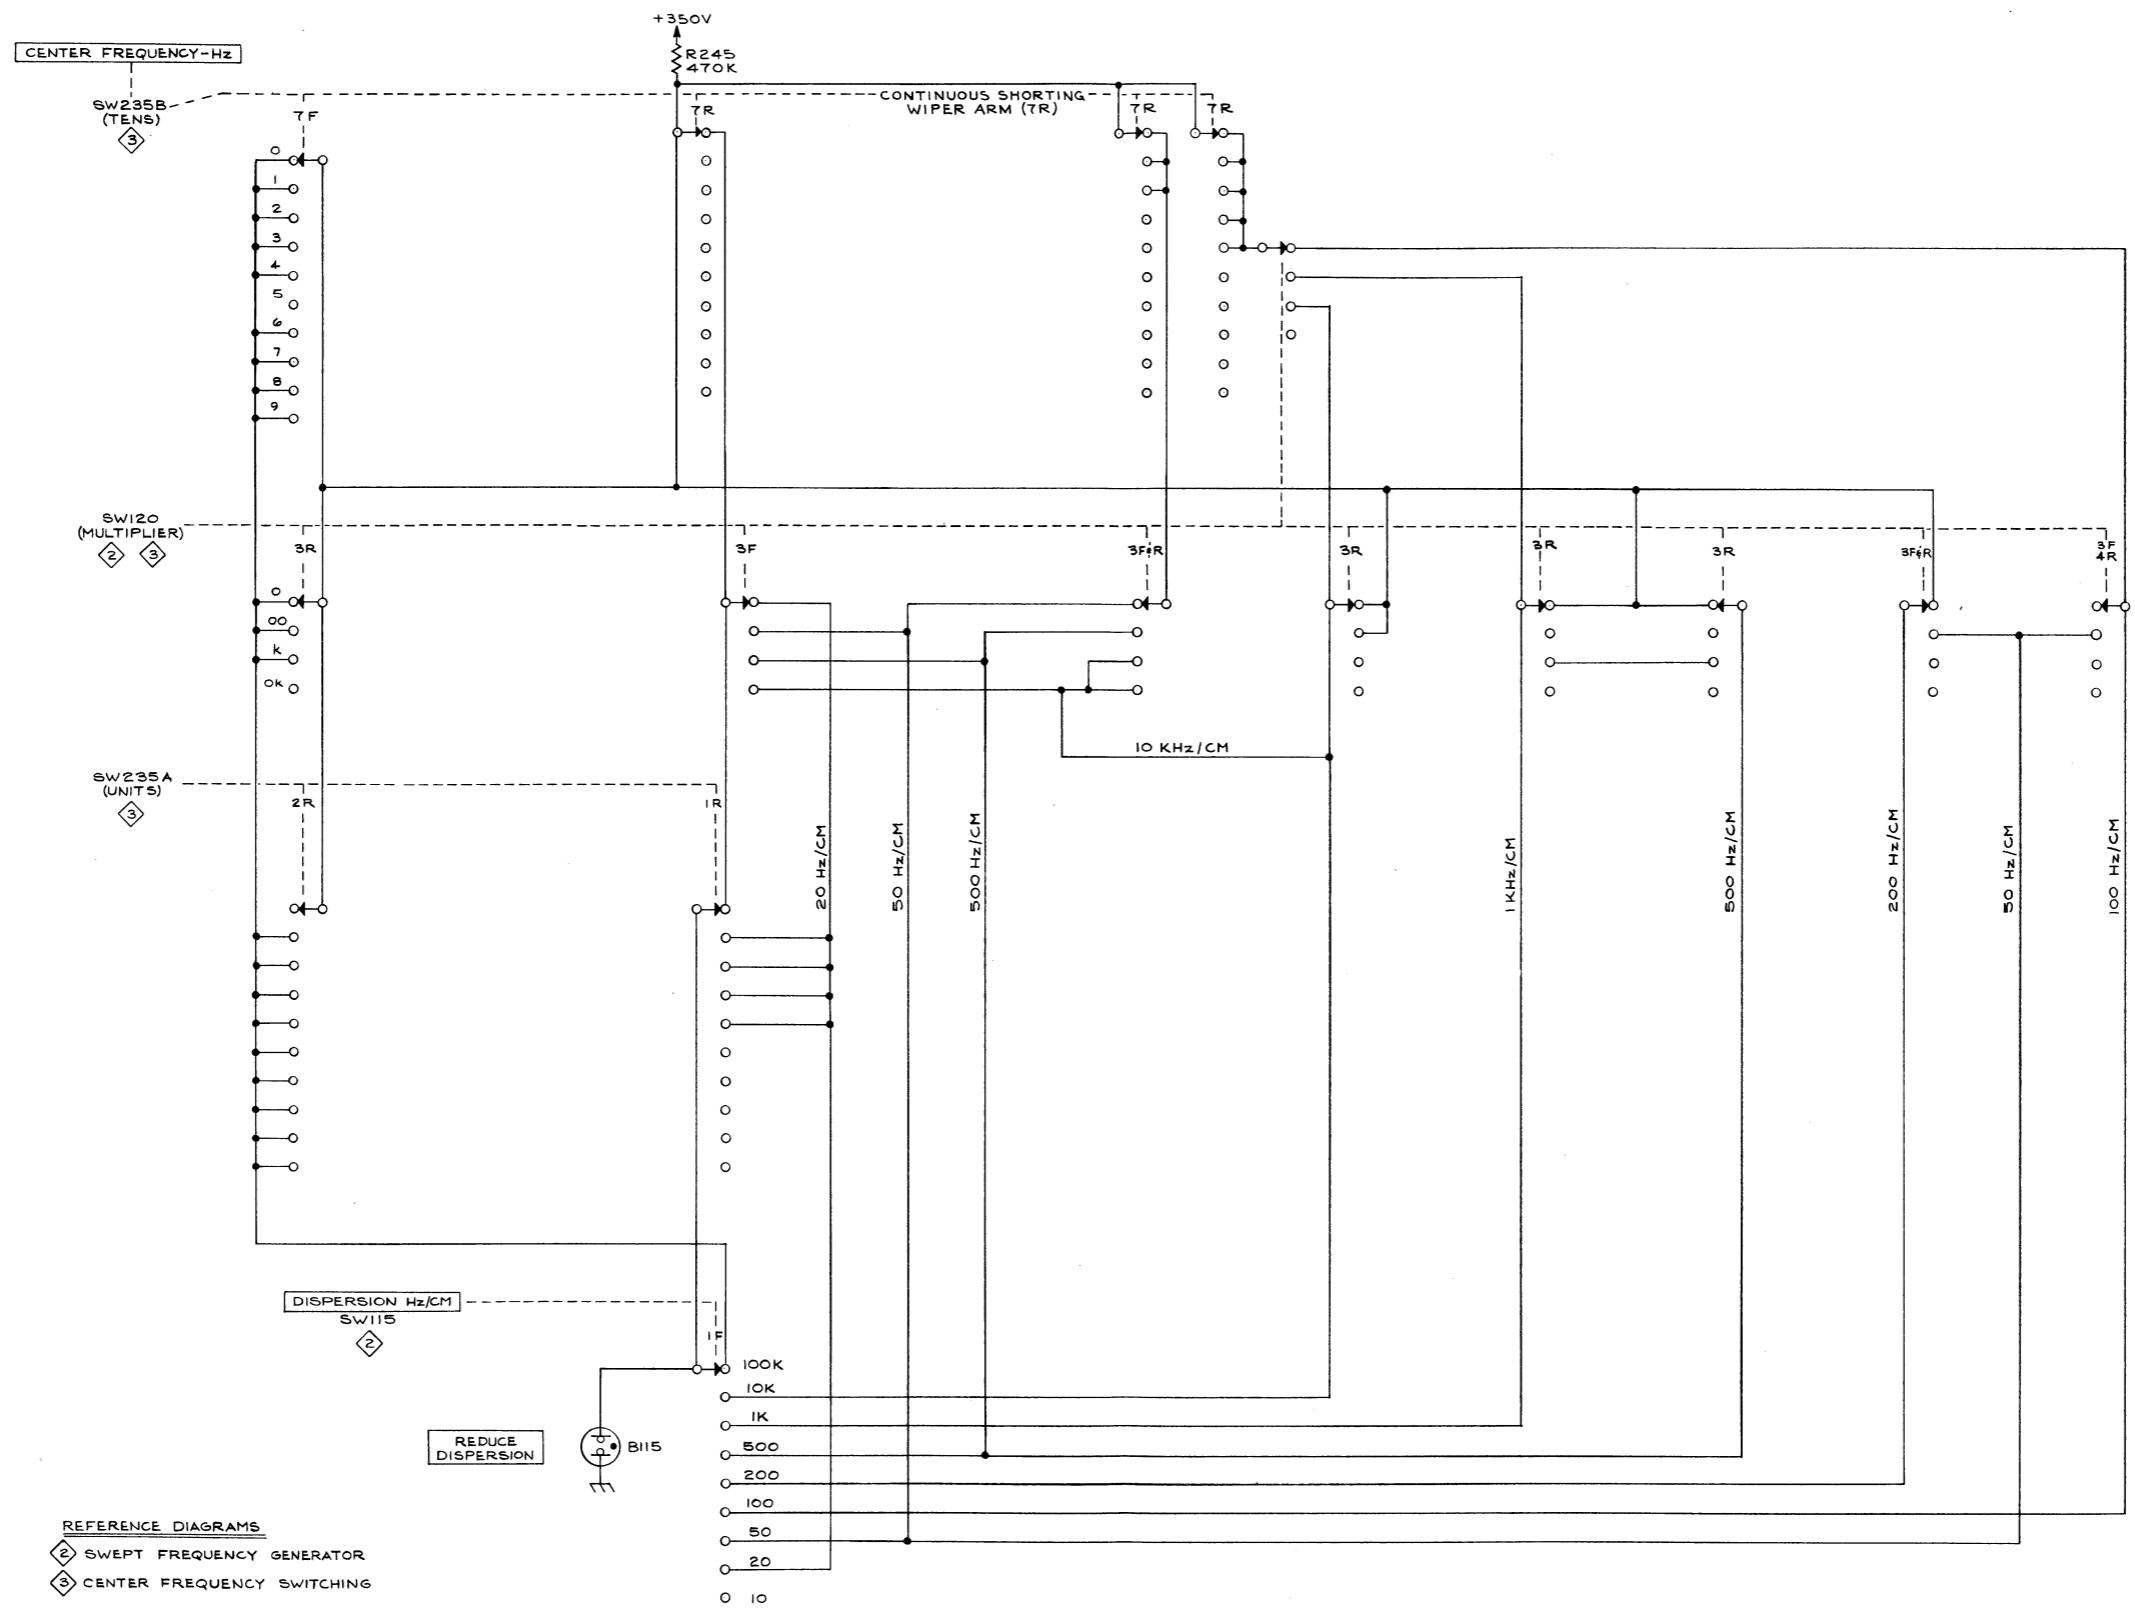 +350V
R245
470K
CENTER FREQUENCY-Hz
SW235B
(TENS)
3
7F
7R
CONTINUOUS SHORTING
WIPER ARM (7R)
7R
7R
0
1
2
3
4
5
6
7
8
9
SW120
(MULTIPLIER)
2
3
3R
3F
3F&R
3R
3R
3R
3F&R
3F
4R
0
00
K
0K
10 KHz/CM
SW235A
(UNITS)
3
2R
1R
20 Hz/CM
50 Hz/CM
500 Hz/CM
1 KHz/CM
500 Hz/CM
200 Hz/CM
50 Hz/CM
100 Hz/CM
DISPERSION Hz/CM
SW115
2
1F
100K
10K
1K
500
200
100
50
20
10
REDUCE
DISPERSION
B115
REFERENCE DIAGRAMS
2 SWEPT FREQUENCY GENERATOR
3 CENTER FREQUENCY SWITCHING